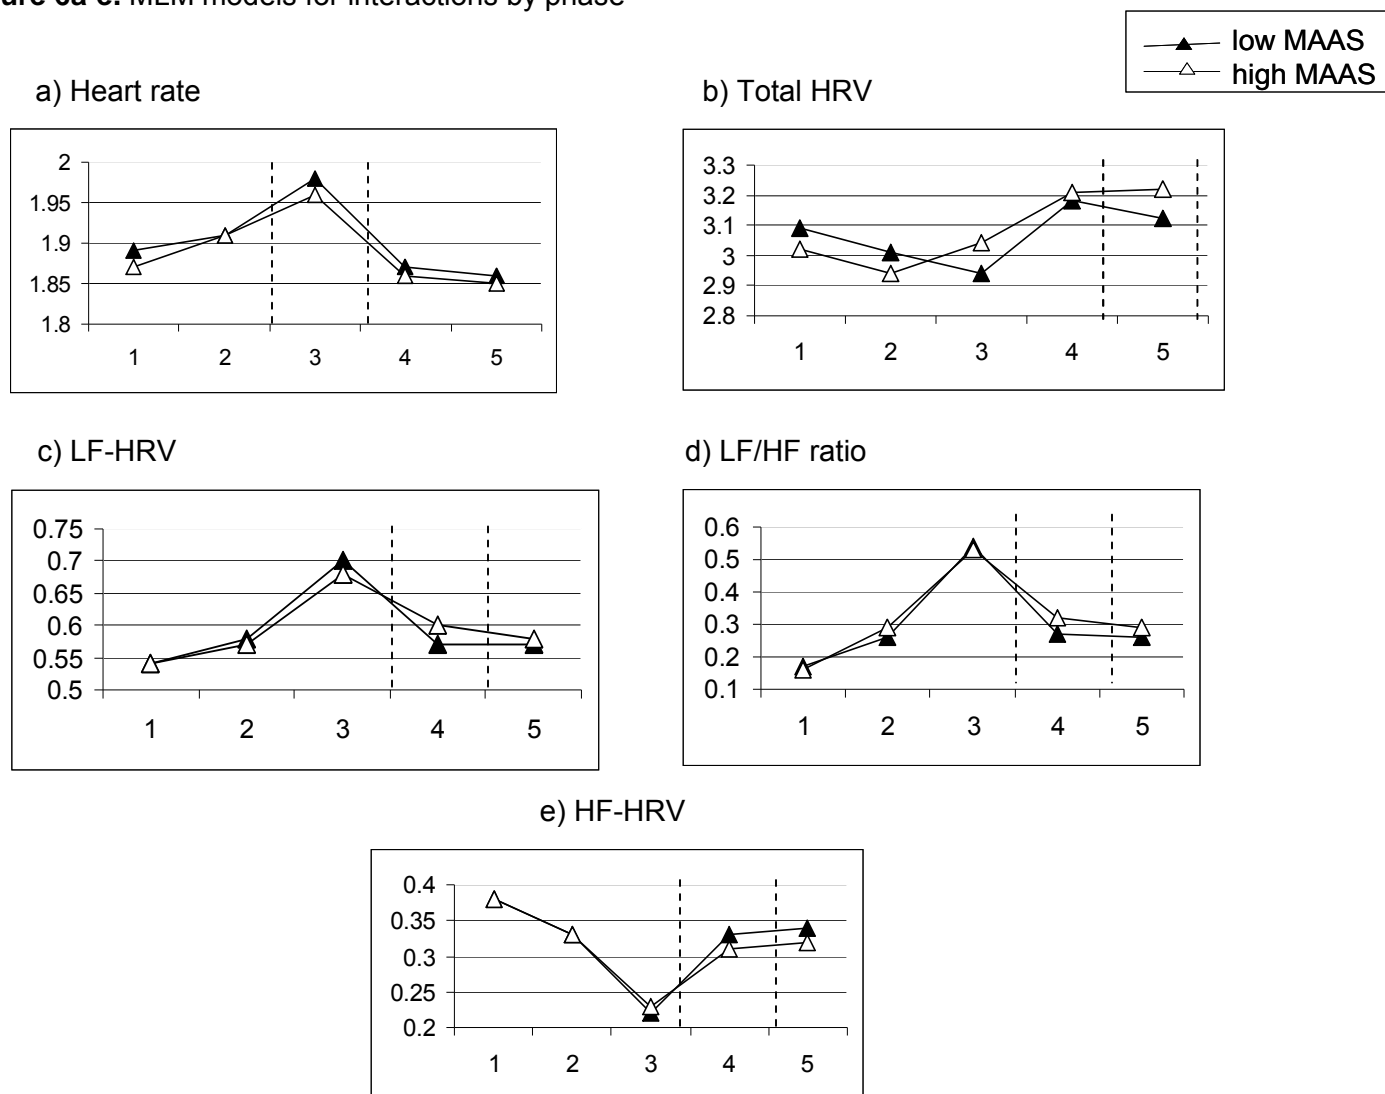 ure 6a-e. MLM models for interactions by phase
low MAAS
high MAAS
a) Heart rate
2
1.95
1.9
1.85
1.8
1 2 3 4 5
b) Total HRV
3.3
3.2
3.1
3
2.9
2.8
1 2 3 4 5
c) LF-HRV
0.75
0.7
0.65
0.6
0.55
0.5
1 2 3 4 5
d) LF/HF ratio
0.6
0.5
0.4
0.3
0.2
0.1
1 2 3 4 5
e) HF-HRV
0.4
0.35
0.3
0.25
0.2
1 2 3 4 5